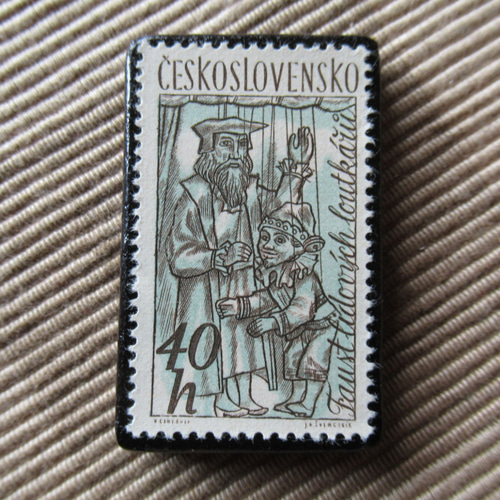 ČESKOSLOVENSKO
Faust lidových loutkářů
40
h